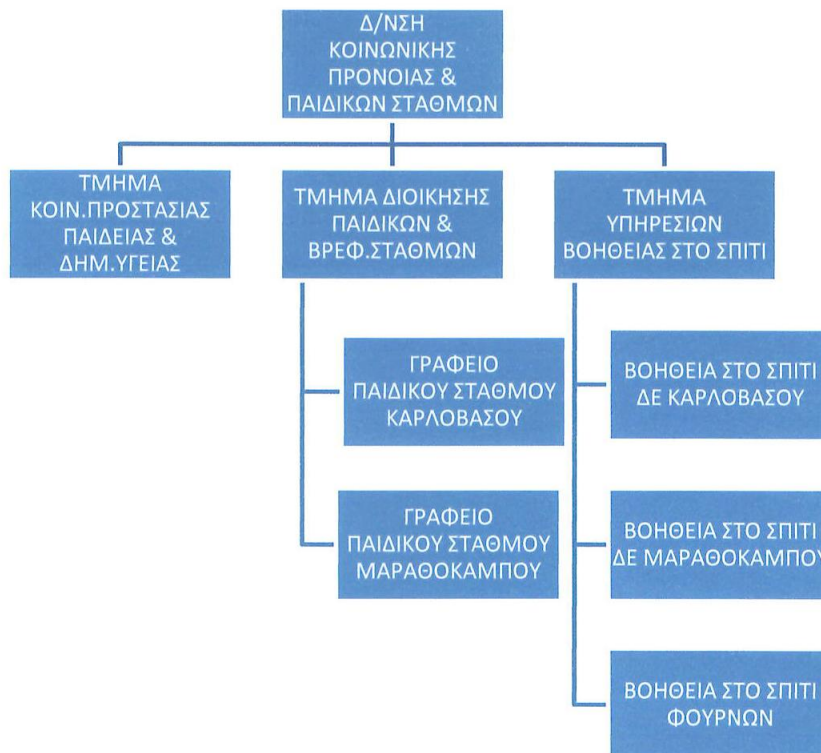 Δ/ΝΣΗ
ΚΟΙΝΩΝΙΚΗΣ
ΠΡΟΝΟΙΑΣ &
ΠΑΙΔΙΚΩΝ ΣΤΑΘΜΩΝ
ΤΜΗΜΑ
ΚΟΙΝ.ΠΡΟΣΤΑΣΙΑΣ
ΠΑΙΔΕΙΑΣ &
ΔΗΜ.ΥΓΕΙΑΣ
ΤΜΗΜΑ ΔΙΟΙΚΗΣΗΣ
ΠΑΙΔΙΚΩΝ &
ΒΡΕΦ.ΣΤΑΘΜΩΝ
ΤΜΗΜΑ
ΥΠΗΡΕΣΙΩΝ
ΒΟΗΘΕΙΑΣ ΣΤΟ ΣΠΙΤΙ
ΓΡΑΦΕΙΟ
ΠΑΙΔΙΚΟΥ ΣΤΑΘΜΟΥ
ΚΑΡΛΟΒΑΣΟΥ
ΓΡΑΦΕΙΟ
ΠΑΙΔΙΚΟΥ ΣΤΑΘΜΟΥ
ΜΑΡΑΘΟΚΑΜΠΟΥ
ΒΟΗΘΕΙΑ ΣΤΟ ΣΠΙΤΙ
ΔΕ ΚΑΡΛΟΒΑΣΟΥ
ΒΟΗΘΕΙΑ ΣΤΟ ΣΠΙΤΙ
ΔΕ ΜΑΡΑΘΟΚΑΜΠΟΥ
ΒΟΗΘΕΙΑ ΣΤΟ ΣΠΙΤΙ
ΦΟΥΡΝΩΝ